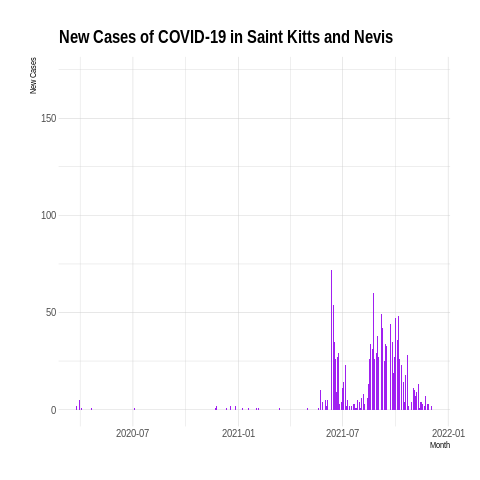 New Cases of COVID-19 in Saint Kitts and Nevis
New Cases
150
100
50
0
2020-07
2021-01
2021-07
2022-01
Month